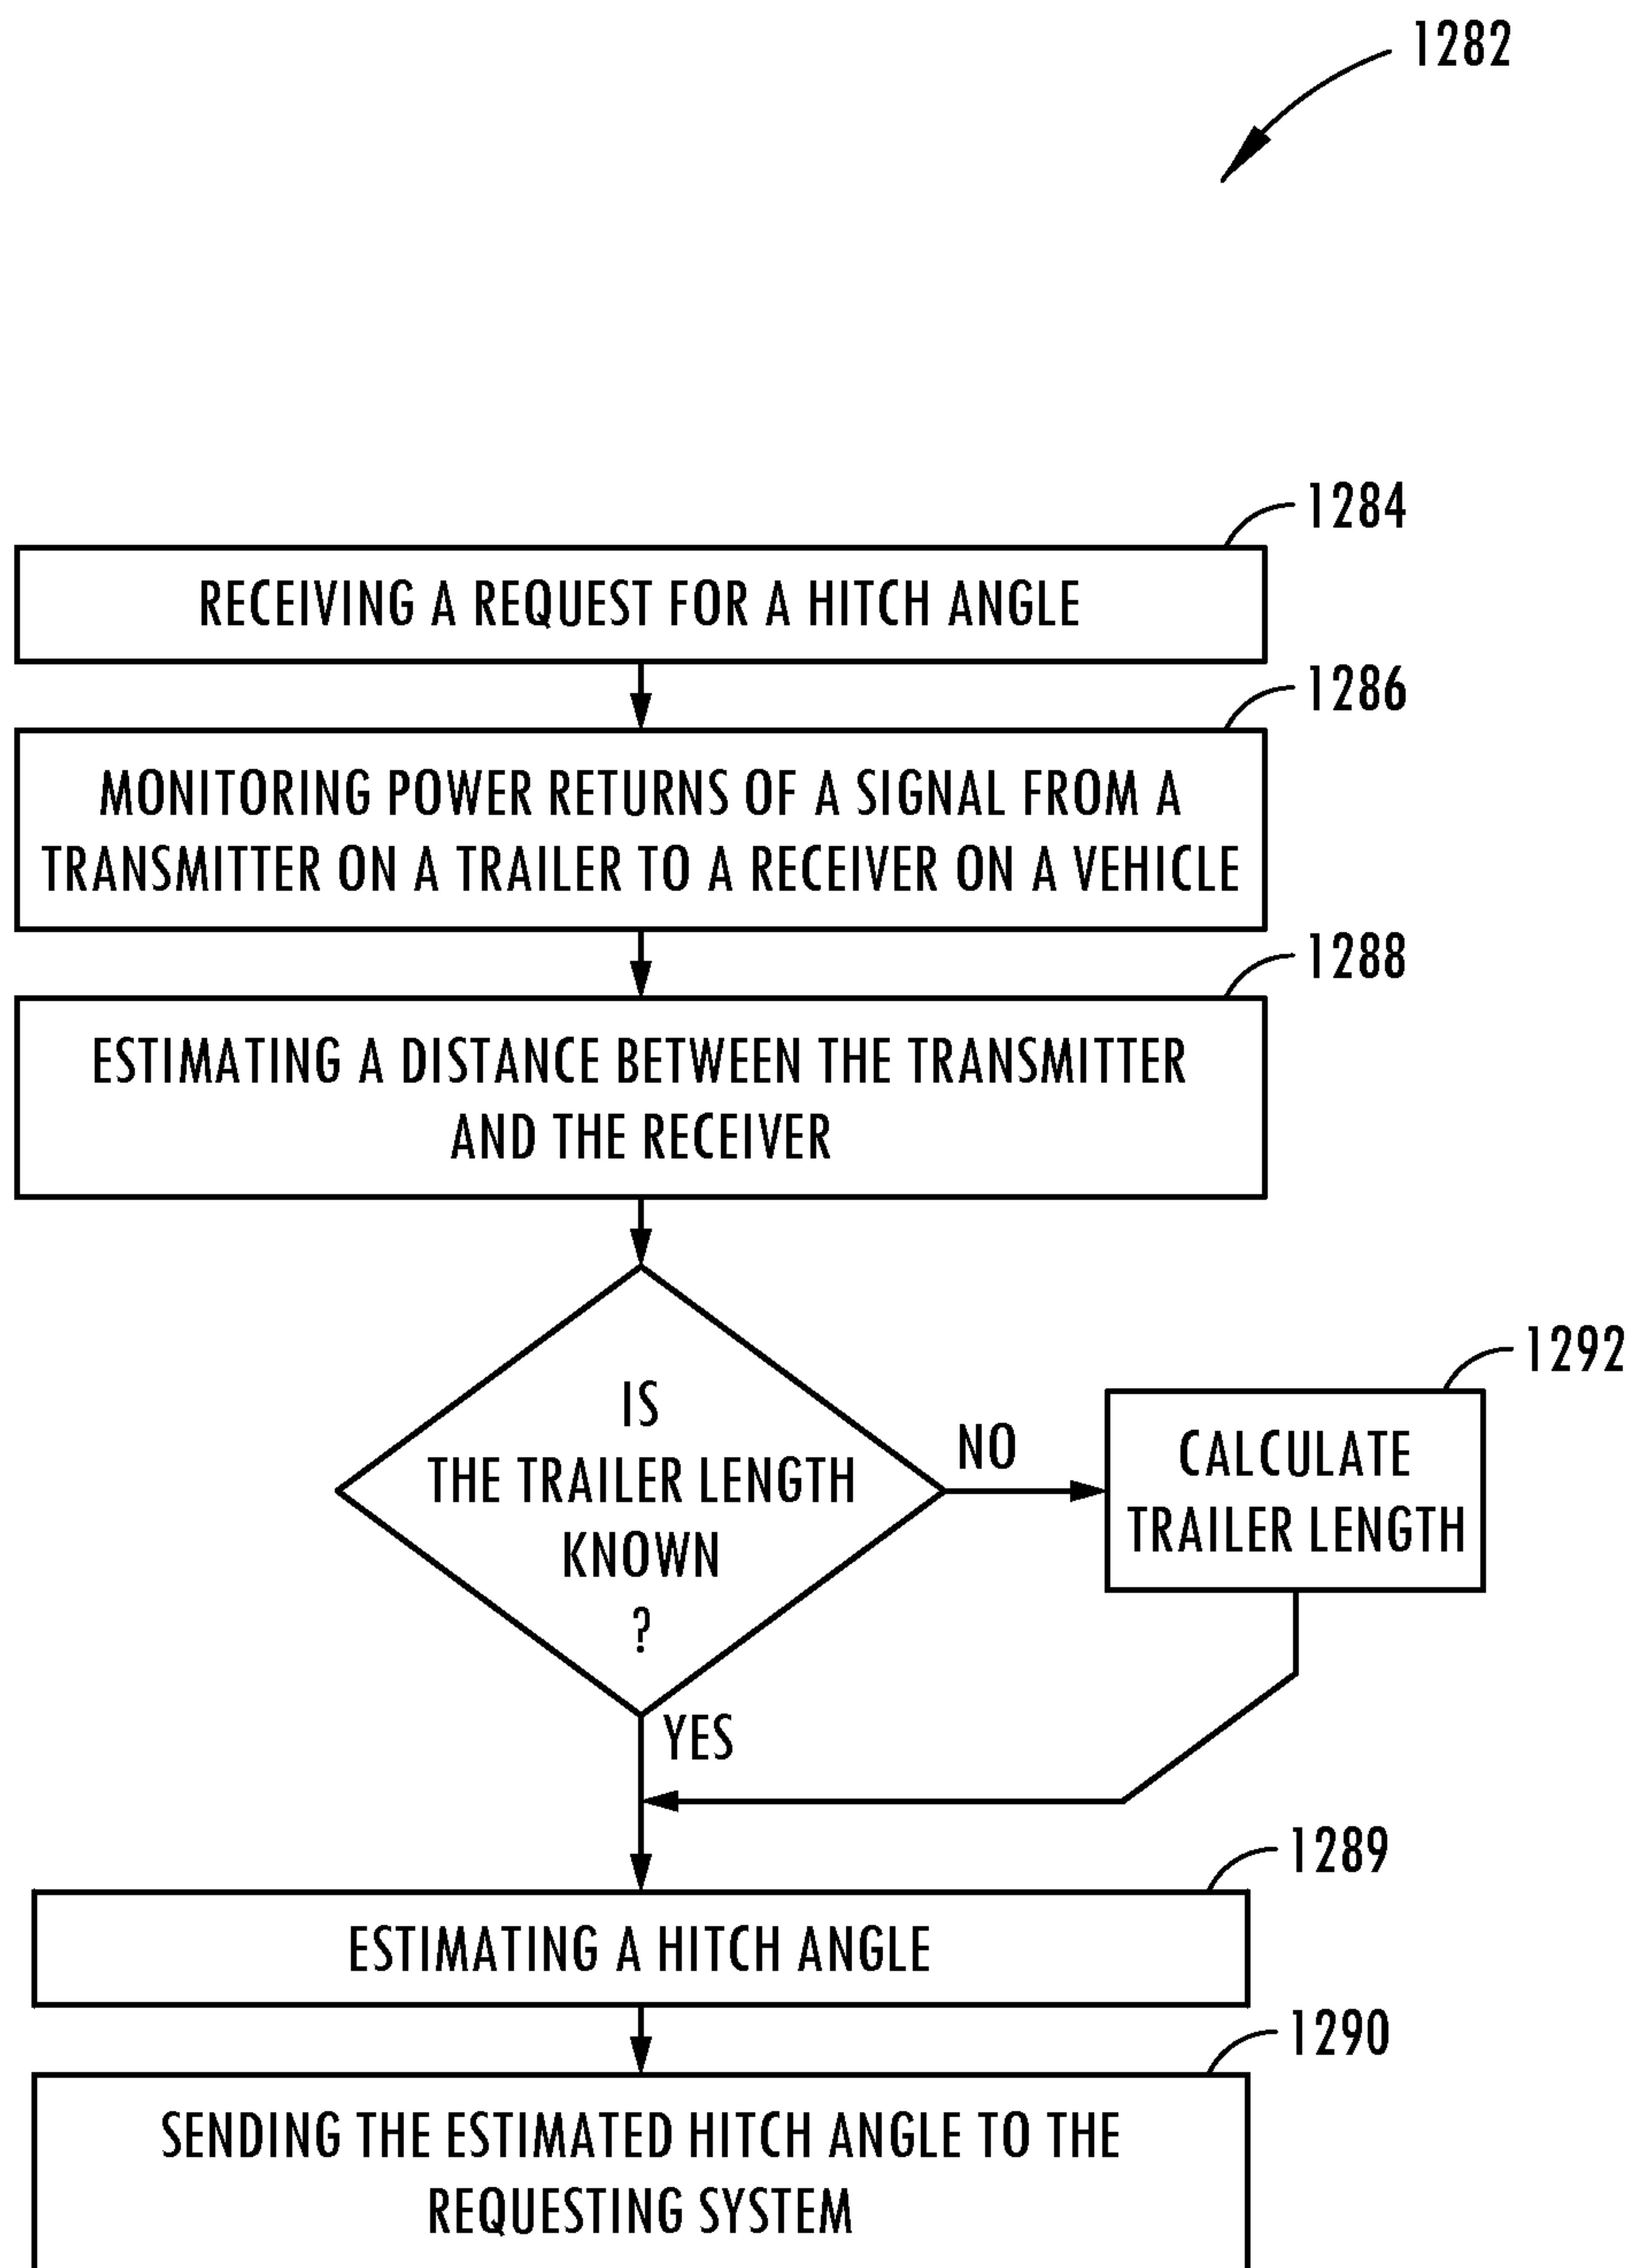 1282
1284
RECEIVING A REQUEST FOR A HITCH ANGLE
1286
MONITORING POWER RETURNS OF A SIGNAL FROM A
TRANSMITTER ON A TRAILER TO A RECEIVER ON A VEHICLE
1288
ESTIMATING A DISTANCE BETWEEN THE TRANSMITTER
AND THE RECEIVER
IS
THE TRAILER LENGTH
KNOWN
?
NO
1292
CALCULATE
TRAILER LENGTH
YES
1289
ESTIMATING A HITCH ANGLE
1290
SENDING THE ESTIMATED HITCH ANGLE TO THE
REQUESTING SYSTEM